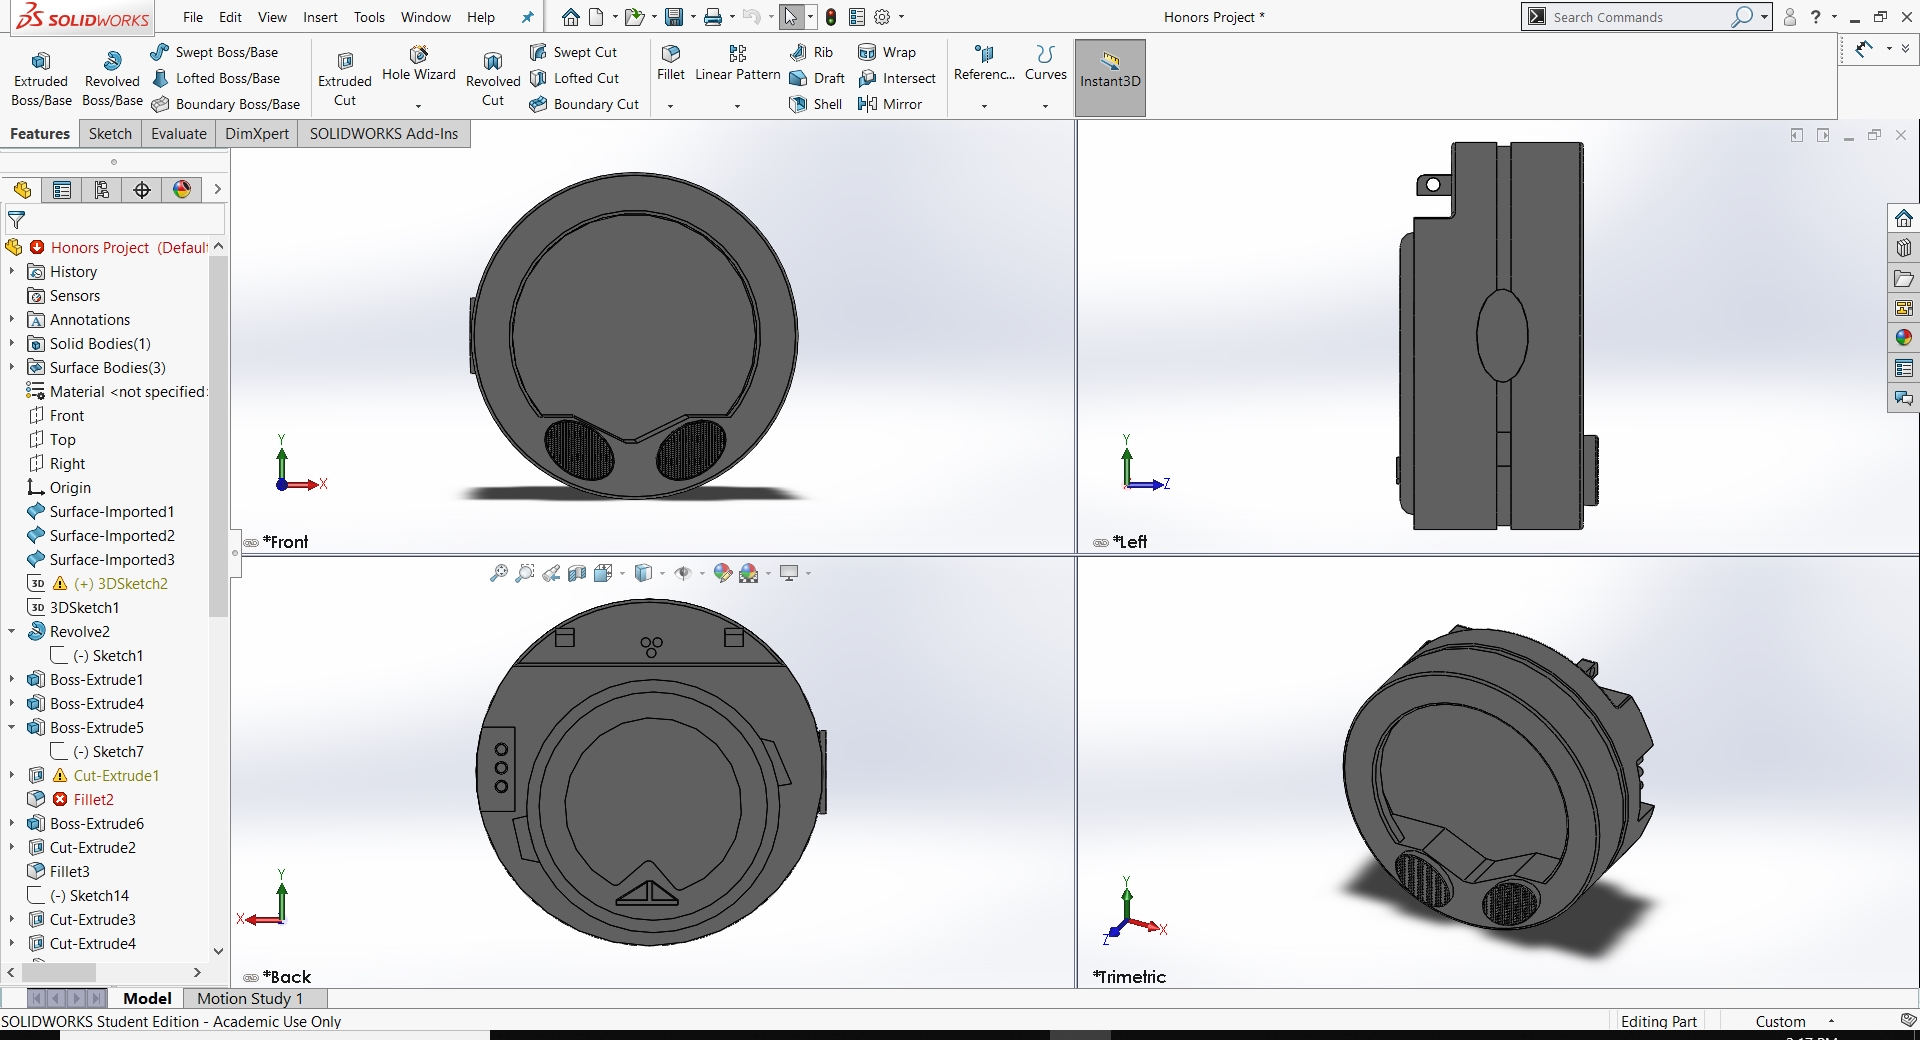 SOLIDWORKS File Edit View Insert Tools Window Help Honors Project * Search Commands ?
Extruded Boss/Base
Revolved Boss/Base
Swept Boss/Base
Lofted Boss/Base
Boundary Boss/Base
Extruded Cut
Hole Wizard
Revolved Cut
Swept Cut
Lofted Cut
Boundary Cut
Fillet
Linear Pattern
Rib
Draft
Shell
Wrap
Intersect
Mirror
Referenc...
Curves
Instant3D
Features Sketch Evaluate DimXpert SOLIDWORKS Add-Ins
Honors Project (Defaul
History
Sensors
A Annotations
Solid Bodies(1)
Surface Bodies(3)
Material <not specified>
Front
Top
Right
Origin
Surface-Imported1
Surface-Imported2
Surface-Imported3
3D (+) 3DSketch2
3D 3DSketch1
Revolve2
(-) Sketch1
Boss-Extrude1
Boss-Extrude4
Boss-Extrude5
(-) Sketch7
Cut-Extrude1
Fillet2
Boss-Extrude6
Cut-Extrude2
Fillet3
(-) Sketch14
Cut-Extrude3
Cut-Extrude4
Y
X
*Front
Y
Z
*Left
Y
X
*Back
Y
X
Z
*Trimetric
Model Motion Study 1
SOLIDWORKS Student Edition - Academic Use Only Editing Part Custom